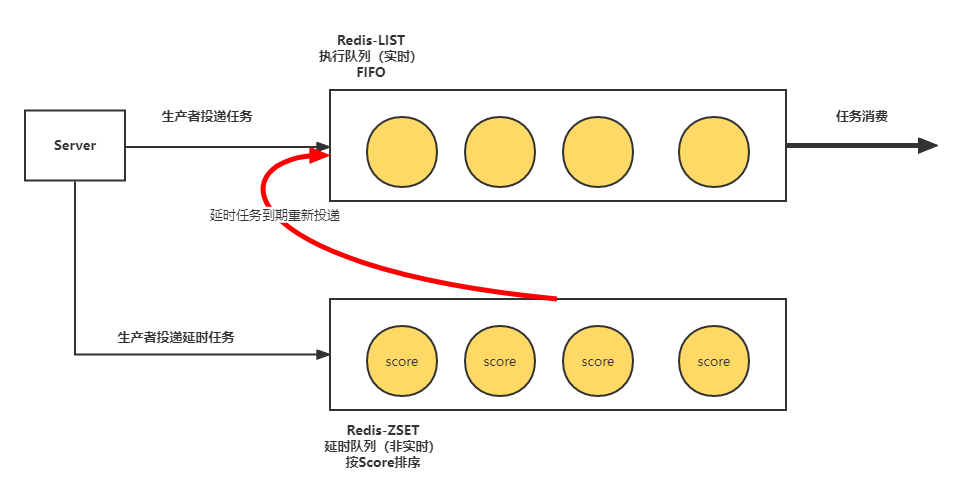 Redis-LIST
执行队列（实时）
FIFO
生产者投递任务
任务消费
Server
延时任务到期重新投递
生产者投递延时任务
score
score
score
score
Redis-ZSET
延时队列（非实时）
按Score排序